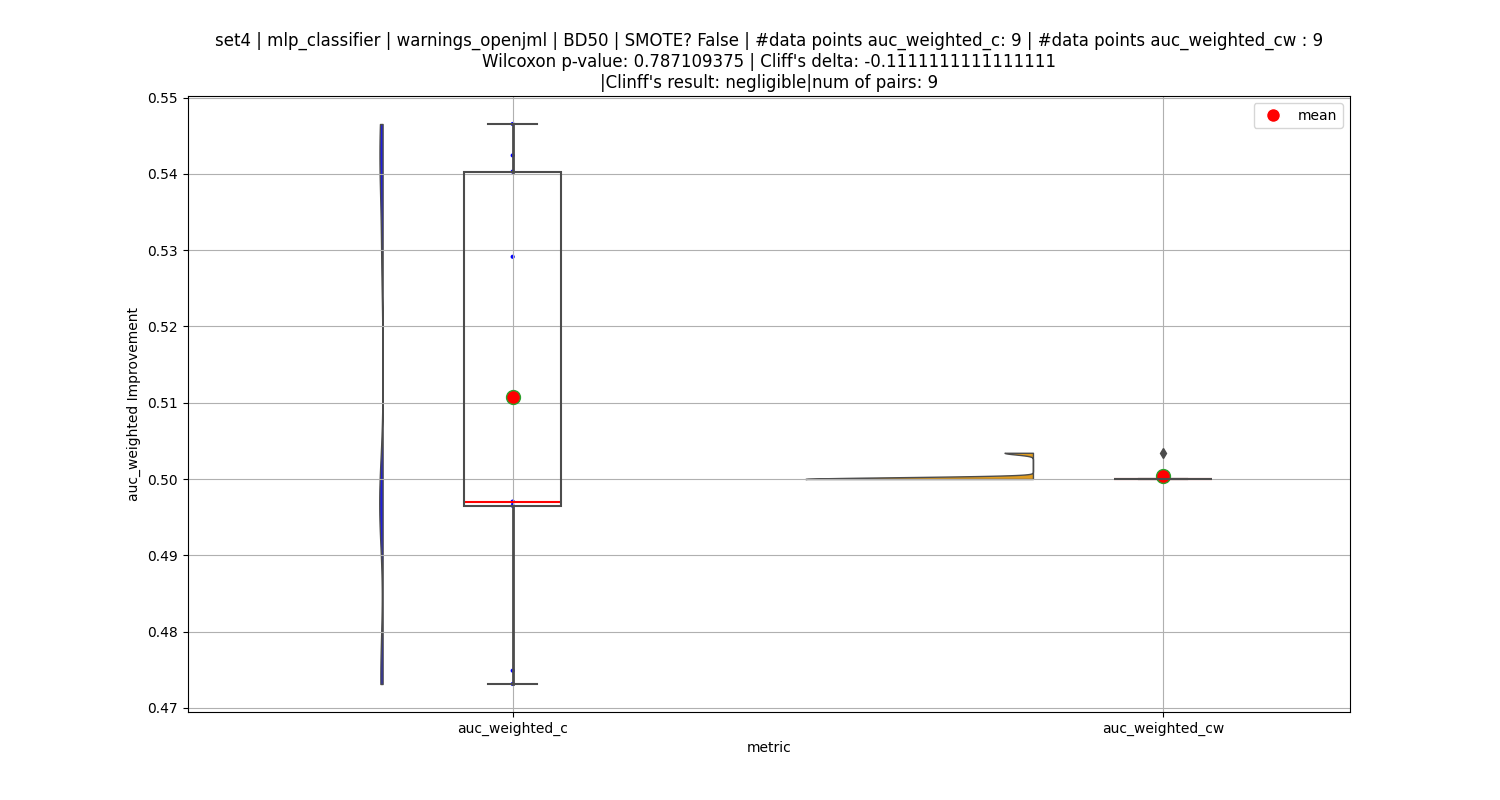 set4 | mlp_classifier | warnings_openjml | BD50 | SMOTE? False | #data points auc_weighted_c: 9 | #data points auc_weighted_cw : 9
Wilcoxon p-value: 0.787109375 | Cliff's delta: -0.1111111111111111
|Clinff's result: negligible|num of pairs: 9
mean
0.55
0.54
0.53
0.52
0.51
0.50
0.49
0.48
0.47
auc_weighted Improvement
auc_weighted_c
auc_weighted_cw
metric